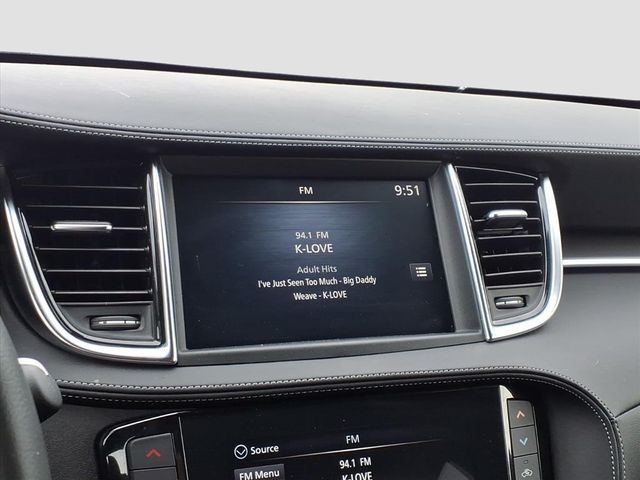 FM 9:51
94.1 FM
K-LOVE
Adult Hits
I've Just Seen Too Much - Big Daddy
Weave - K-LOVE
Source FM
FM Menu 94.1 FM
K-LOVE